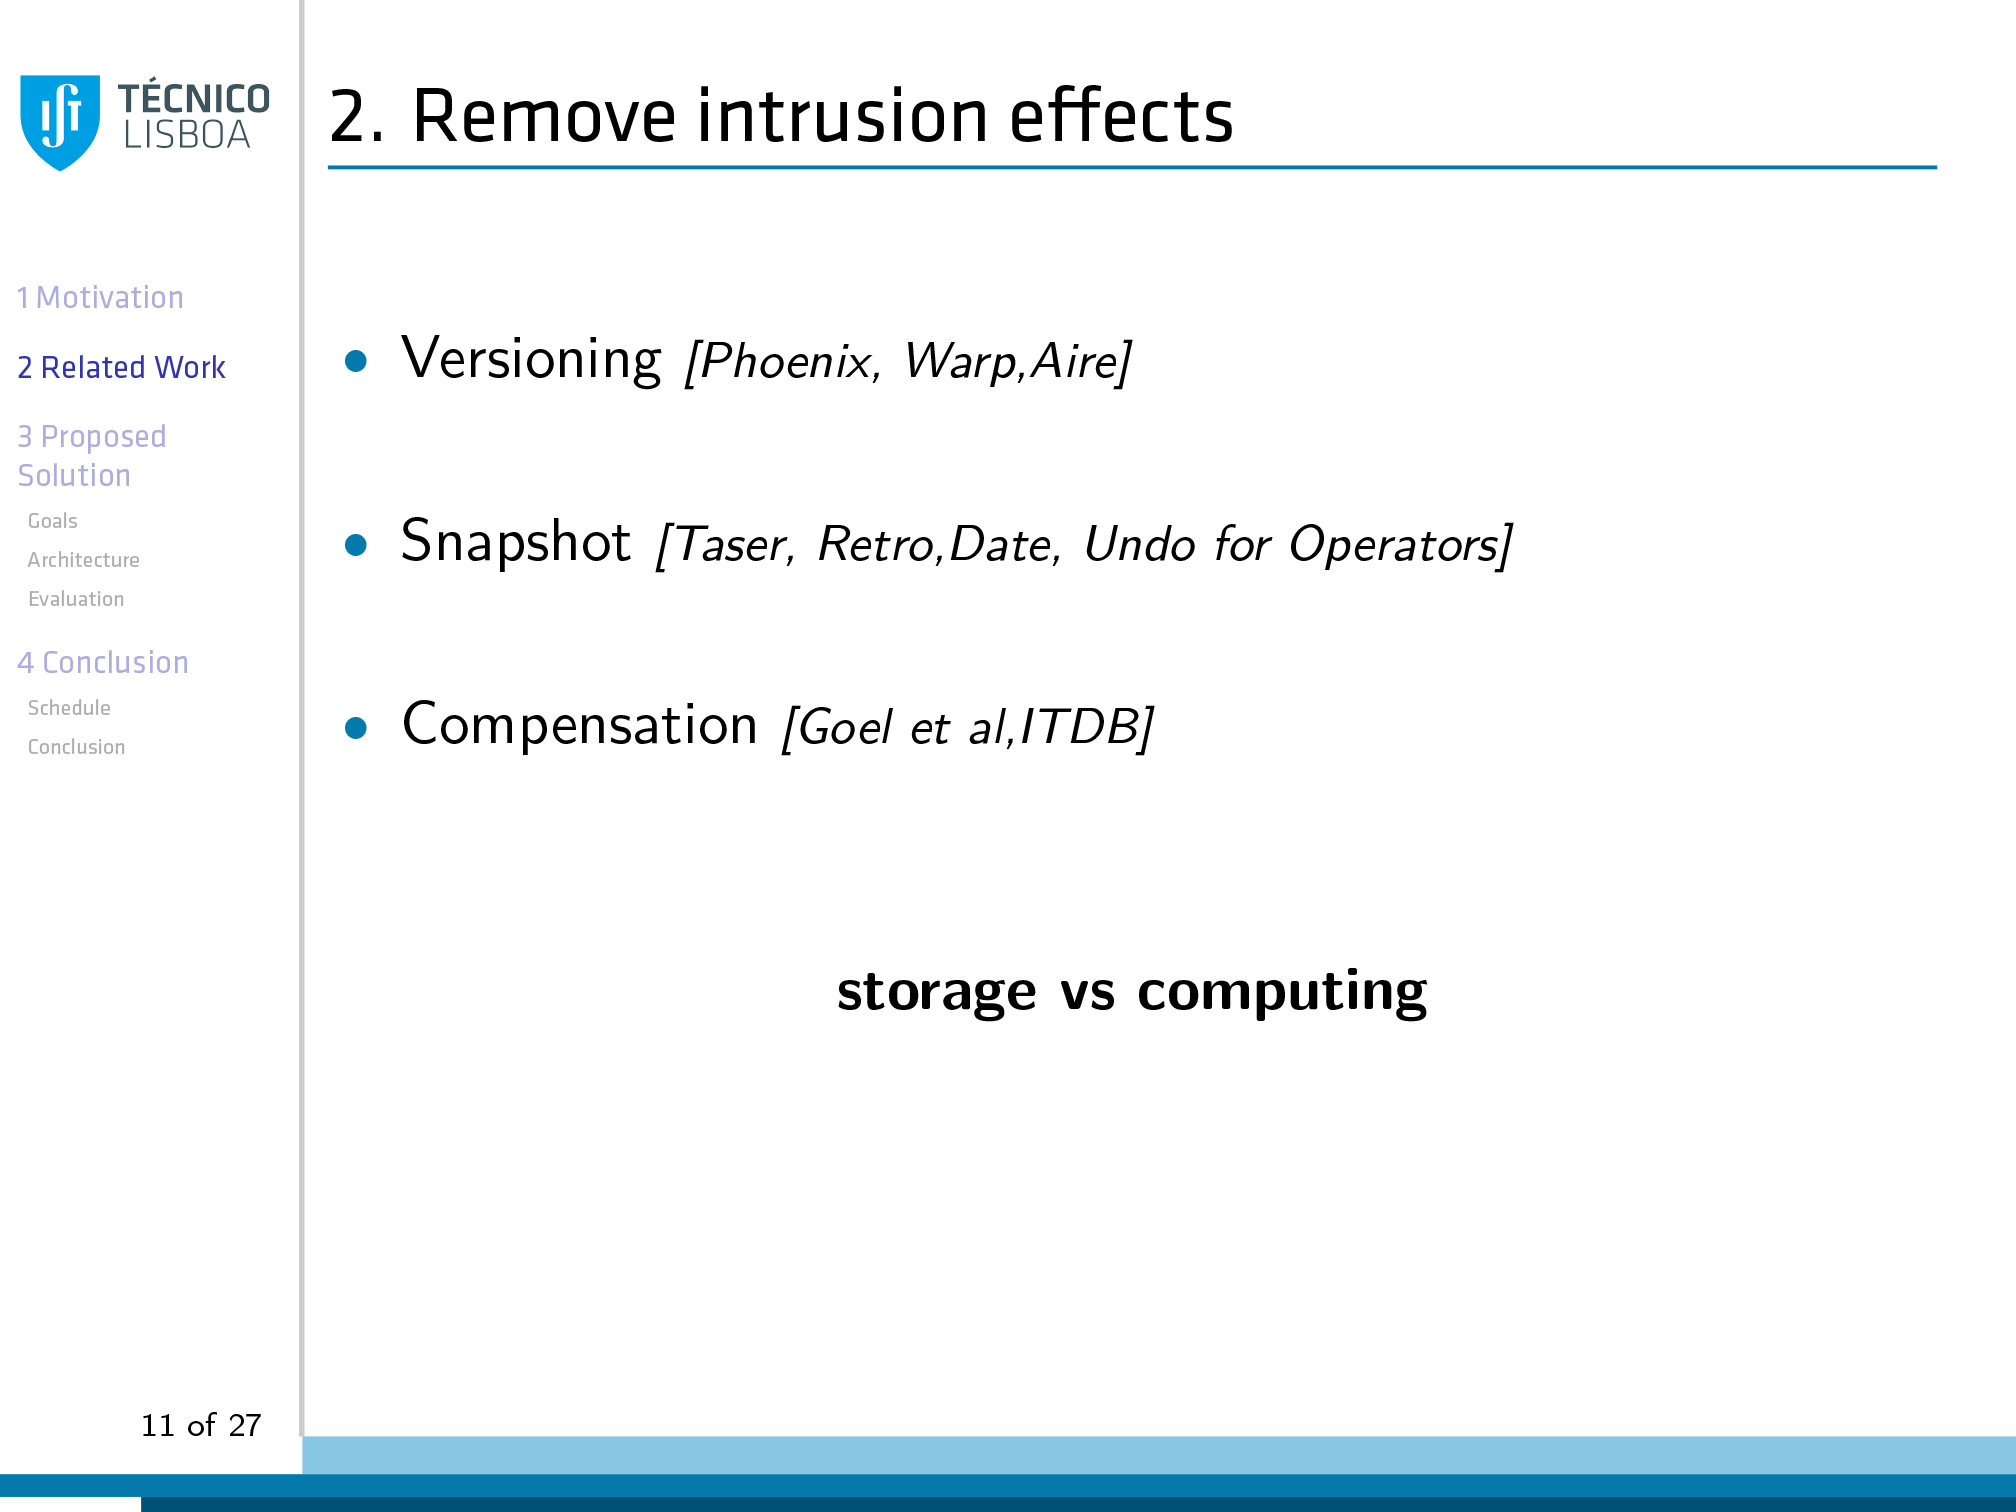 TÉCNICO
LISBOA
2. Remove intrusion effects
1 Motivation
2 Related Work
3 Proposed
Solution
Goals
Architecture
Evaluation
4 Conclusion
Schedule
Conclusion
• Versioning [Phoenix, Warp,Aire]
• Snapshot [Taser, Retro,Date, Undo for Operators]
• Compensation [Goel et al,ITDB]
storage vs computing
11 of 27